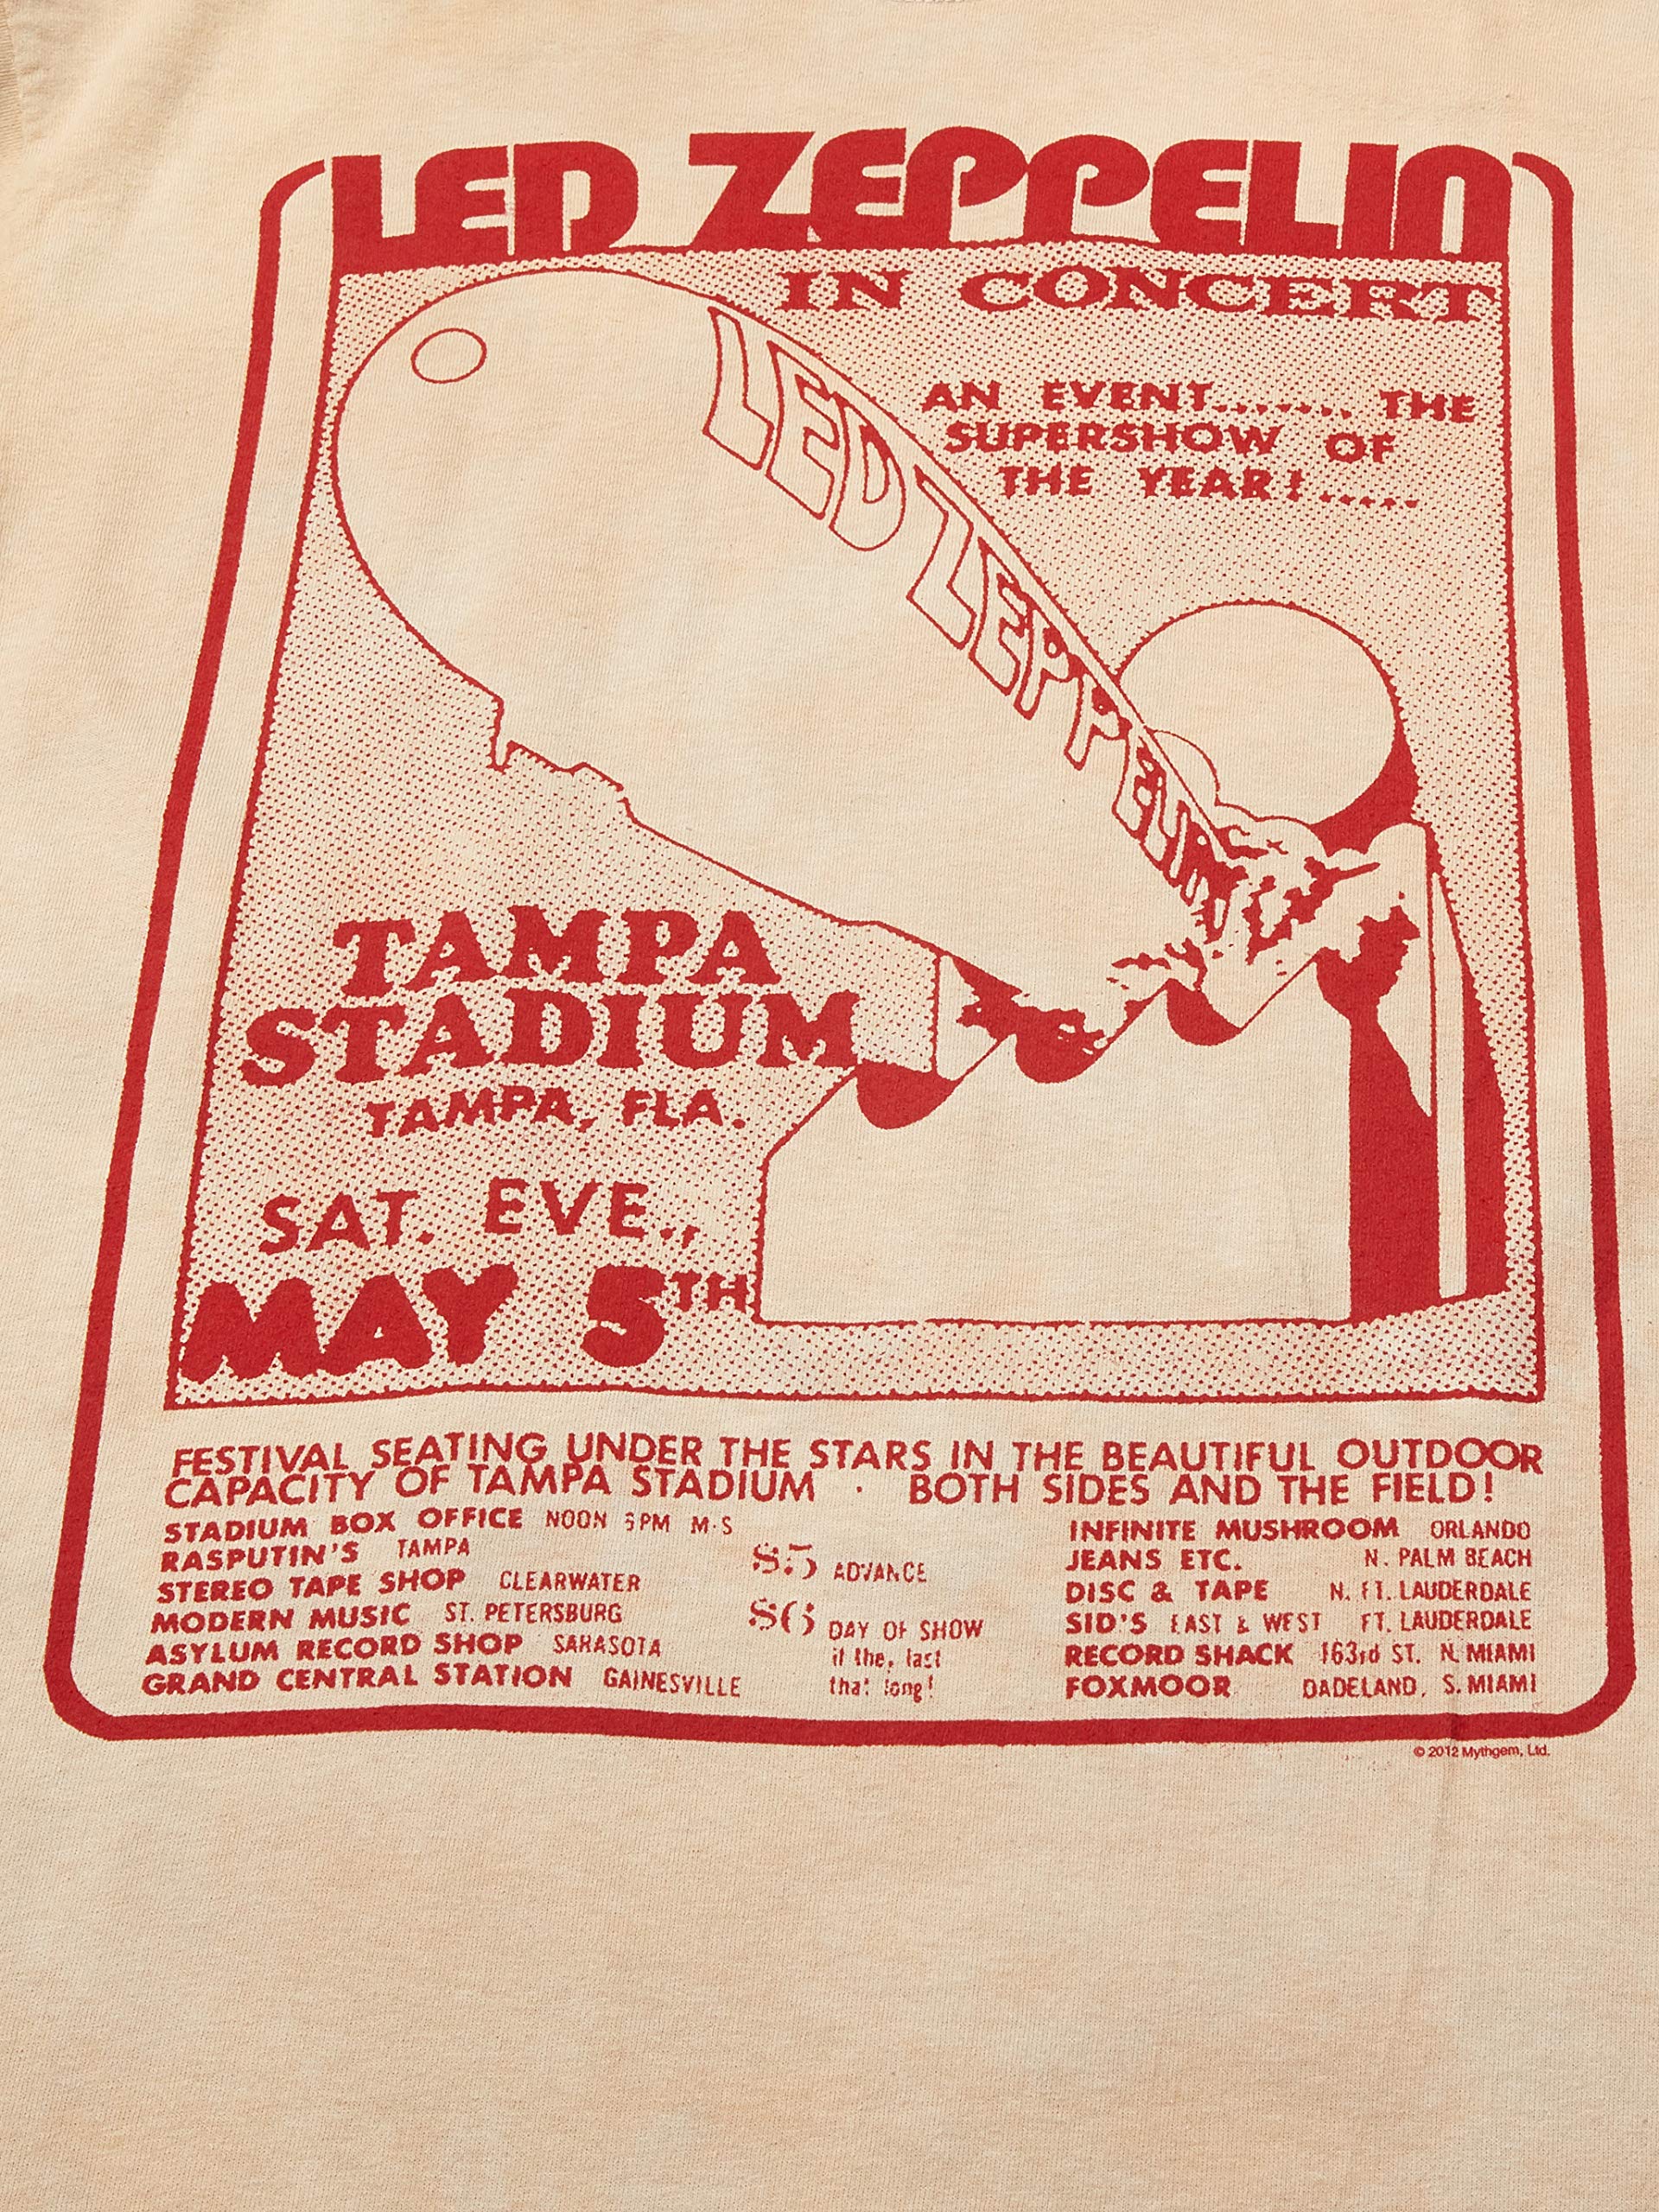 LED ZEPPELIN
IN CONCERT
AN EVENT........ THE
SUPERSHOW OF
THE YEAR!.....
LED ZEPPELIN
TAMPA
STADIUM
TAMPA, FLA.
SAT. EVE.,
MAY 5TH
FESTIVAL SEATING UNDER THE STARS IN THE BEAUTIFUL OUTDOOR
CAPACITY OF TAMPA STADIUM · BOTH SIDES AND THE FIELD!
STADIUM BOX OFFICE NOON PM M-S
RASPUTIN'S TAMPA
STEREO TAPE SHOP CLEARWATER
MODERN MUSIC ST. PETERSBURG
ASYLUM RECORD SHOP SARASOTA
GRAND CENTRAL STATION GAINESVILLE
$5 ADVANCE
$6 DAY OF SHOW
if the, last
that long!
INFINITE MUSHROOM ORLANDO
JEANS ETC. N. PALM BEACH
DISC & TAPE N. FT. LAUDERDALE
SID'S EAST & WEST FT. LAUDERDALE
RECORD SHACK 163rd ST. N. MIAMI
FOXMOOR DADELAND, S. MIAMI
© 2012 Mythgem, Ltd.